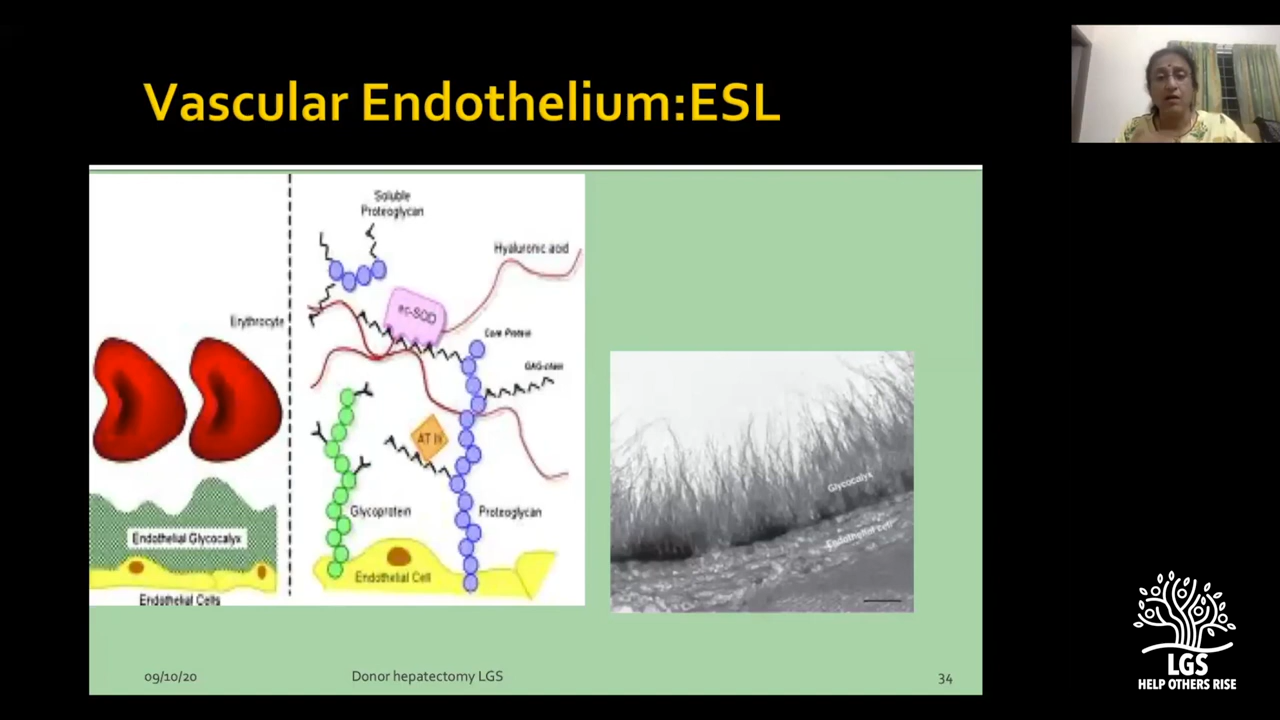 Vascular Endothelium:ESL
Soluble
Proteoglycan
Hyaluronic acid
Erythrocyte
ec-SOD
Core Protein
GAG-chain
AT III
Glycoprotein
Proteoglycan
Endothelial Glycocalyx
Endothelial Cell
Endothelial Cells
Glycocalyx
Endothelial cell
09/10/20
Donor hepatectomy LGS
34
LGS
HELP OTHERS RISE